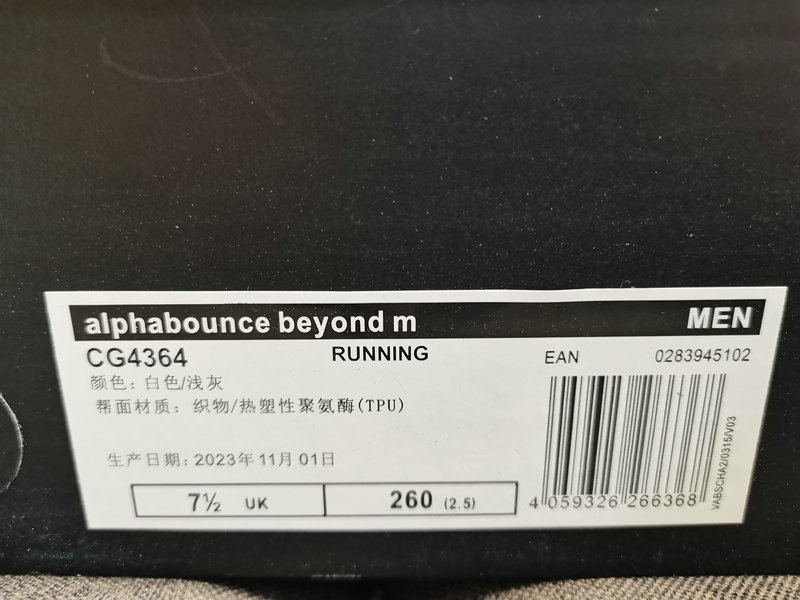 alphabounce beyond m MEN
CG4364 RUNNING EAN 0283945102
颜色：白色/浅灰
帮面材质：织物/热塑性聚氨酯(TPU)
生产日期：2023年11月01日
7½ UK 260 (2.5)
4 059326 266368
VABSCHA2/0315/V03